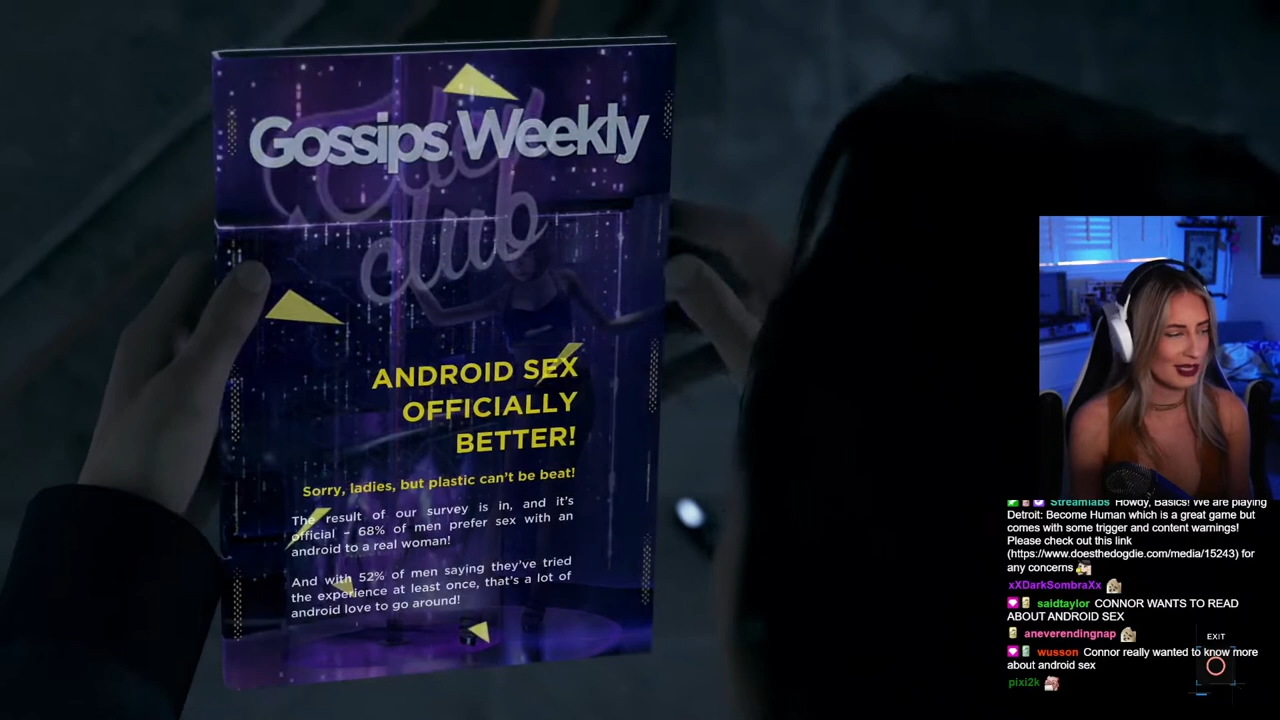 Gossips Weekly
Eden
club
ANDROID SEX
OFFICIALLY
BETTER!
Sorry, ladies, but plastic can't be beat!
The result of our survey is in, and it's
official – 68% of men prefer sex with an
android to a real woman!
And with 52% of men saying they've tried
the experience at least once, that's a lot of
android love to go around!
Streamlabs Howdy, Basics! We are playing
Detroit: Become Human which is a great game but
comes with some trigger and content warnings!
Please check out this link
(https://www.doesthedogdie.com/media/15243) for
any concerns
xXDarkSombraXx
saidtaylor CONNOR WANTS TO READ
ABOUT ANDROID SEX
aneverendingnap
wusson Connor really wanted to know more
about android sex
pixi2k
EXIT